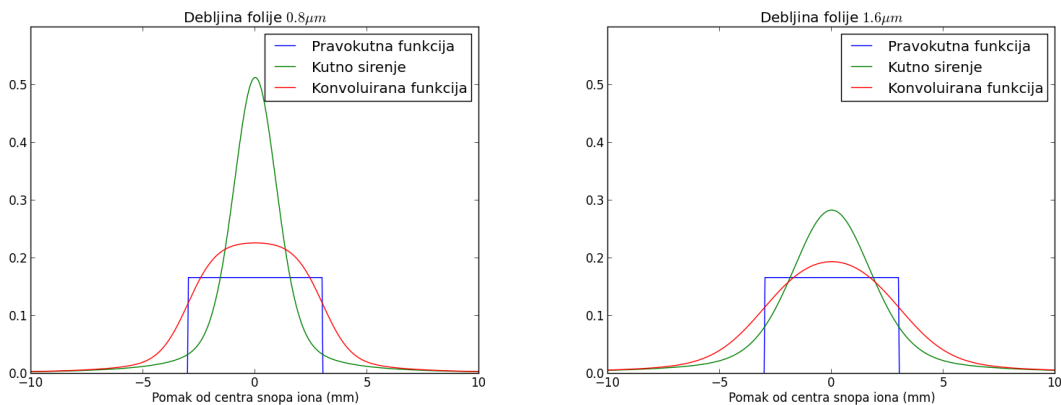 Debljina folije 0.8μm
Pravokutna funkcija
Kutno sirenje
Konvoluirana funkcija
0.5
0.4
0.3
0.2
0.1
0.0
−10
−5
0
5
10
Pomak od centra snopa iona (mm)
Debljina folije 1.6μm
Pravokutna funkcija
Kutno sirenje
Konvoluirana funkcija
0.5
0.4
0.3
0.2
0.1
0.0
−10
−5
0
5
10
Pomak od centra snopa iona (mm)